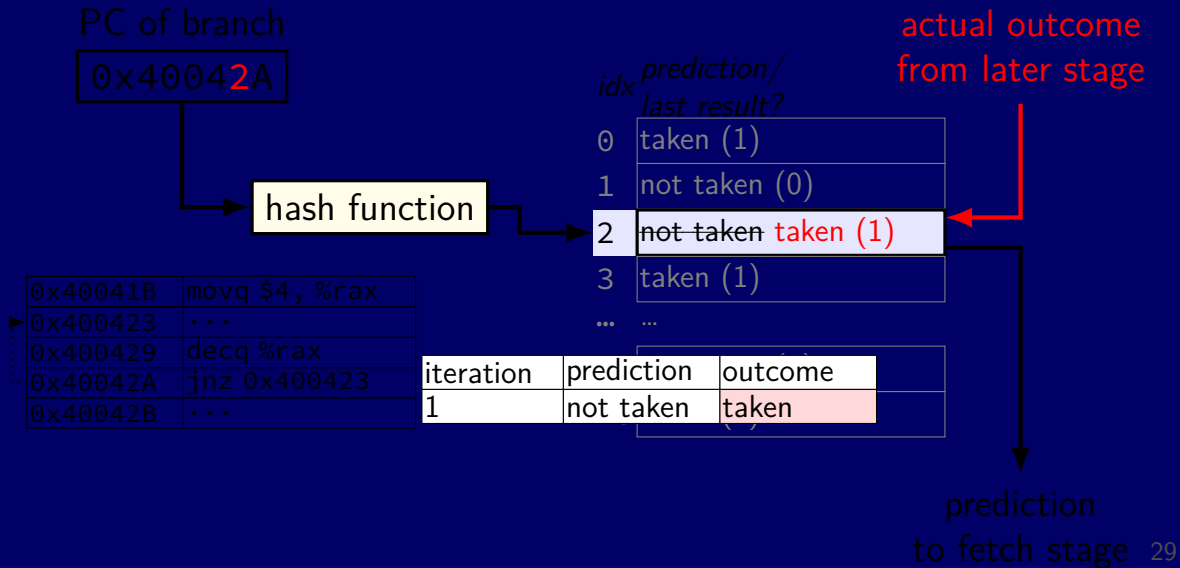 PC of branch
0x40042A
actual outcome
from later stage
idx
prediction/
last result?
0 taken (1)
1 not taken (0)
hash function
2 not taken taken (1)
3 taken (1)
… …
0x40041B movq $4, %rax
0x400423 ...
0x400429 decq %rax
0x40042A jnz 0x400423
0x40042B ...
iteration prediction outcome
1 not taken taken
prediction
to fetch stage
29